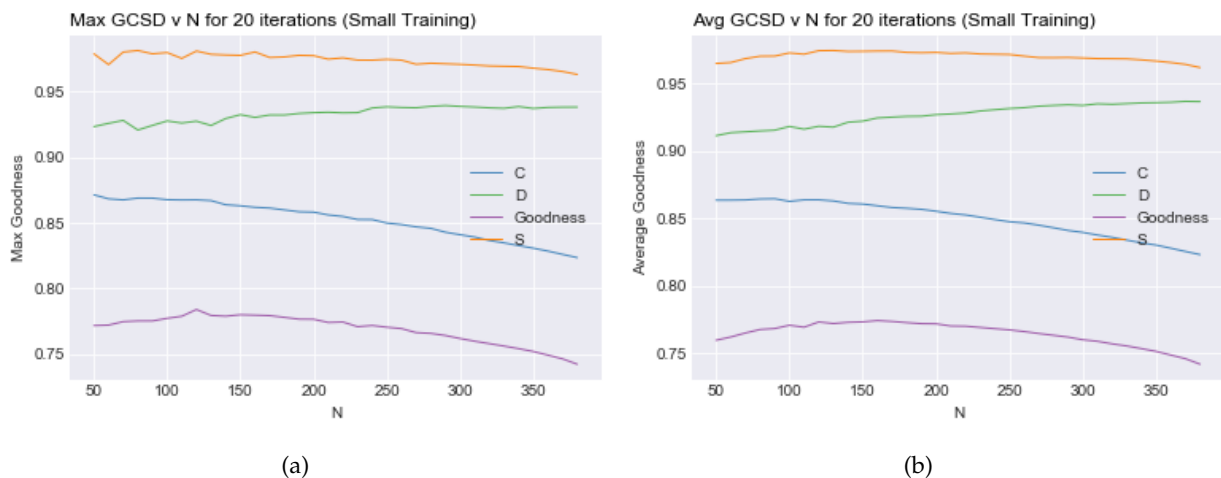 Max GCSD v N for 20 iterations (Small Training)
Max Goodness
0.95
0.90
0.85
0.80
0.75
C
D
Goodness
S
50 100 150 200 250 300 350
N
(a)
Avg GCSD v N for 20 iterations (Small Training)
Average Goodness
0.95
0.90
0.85
0.80
0.75
C
D
Goodness
S
50 100 150 200 250 300 350
N
(b)